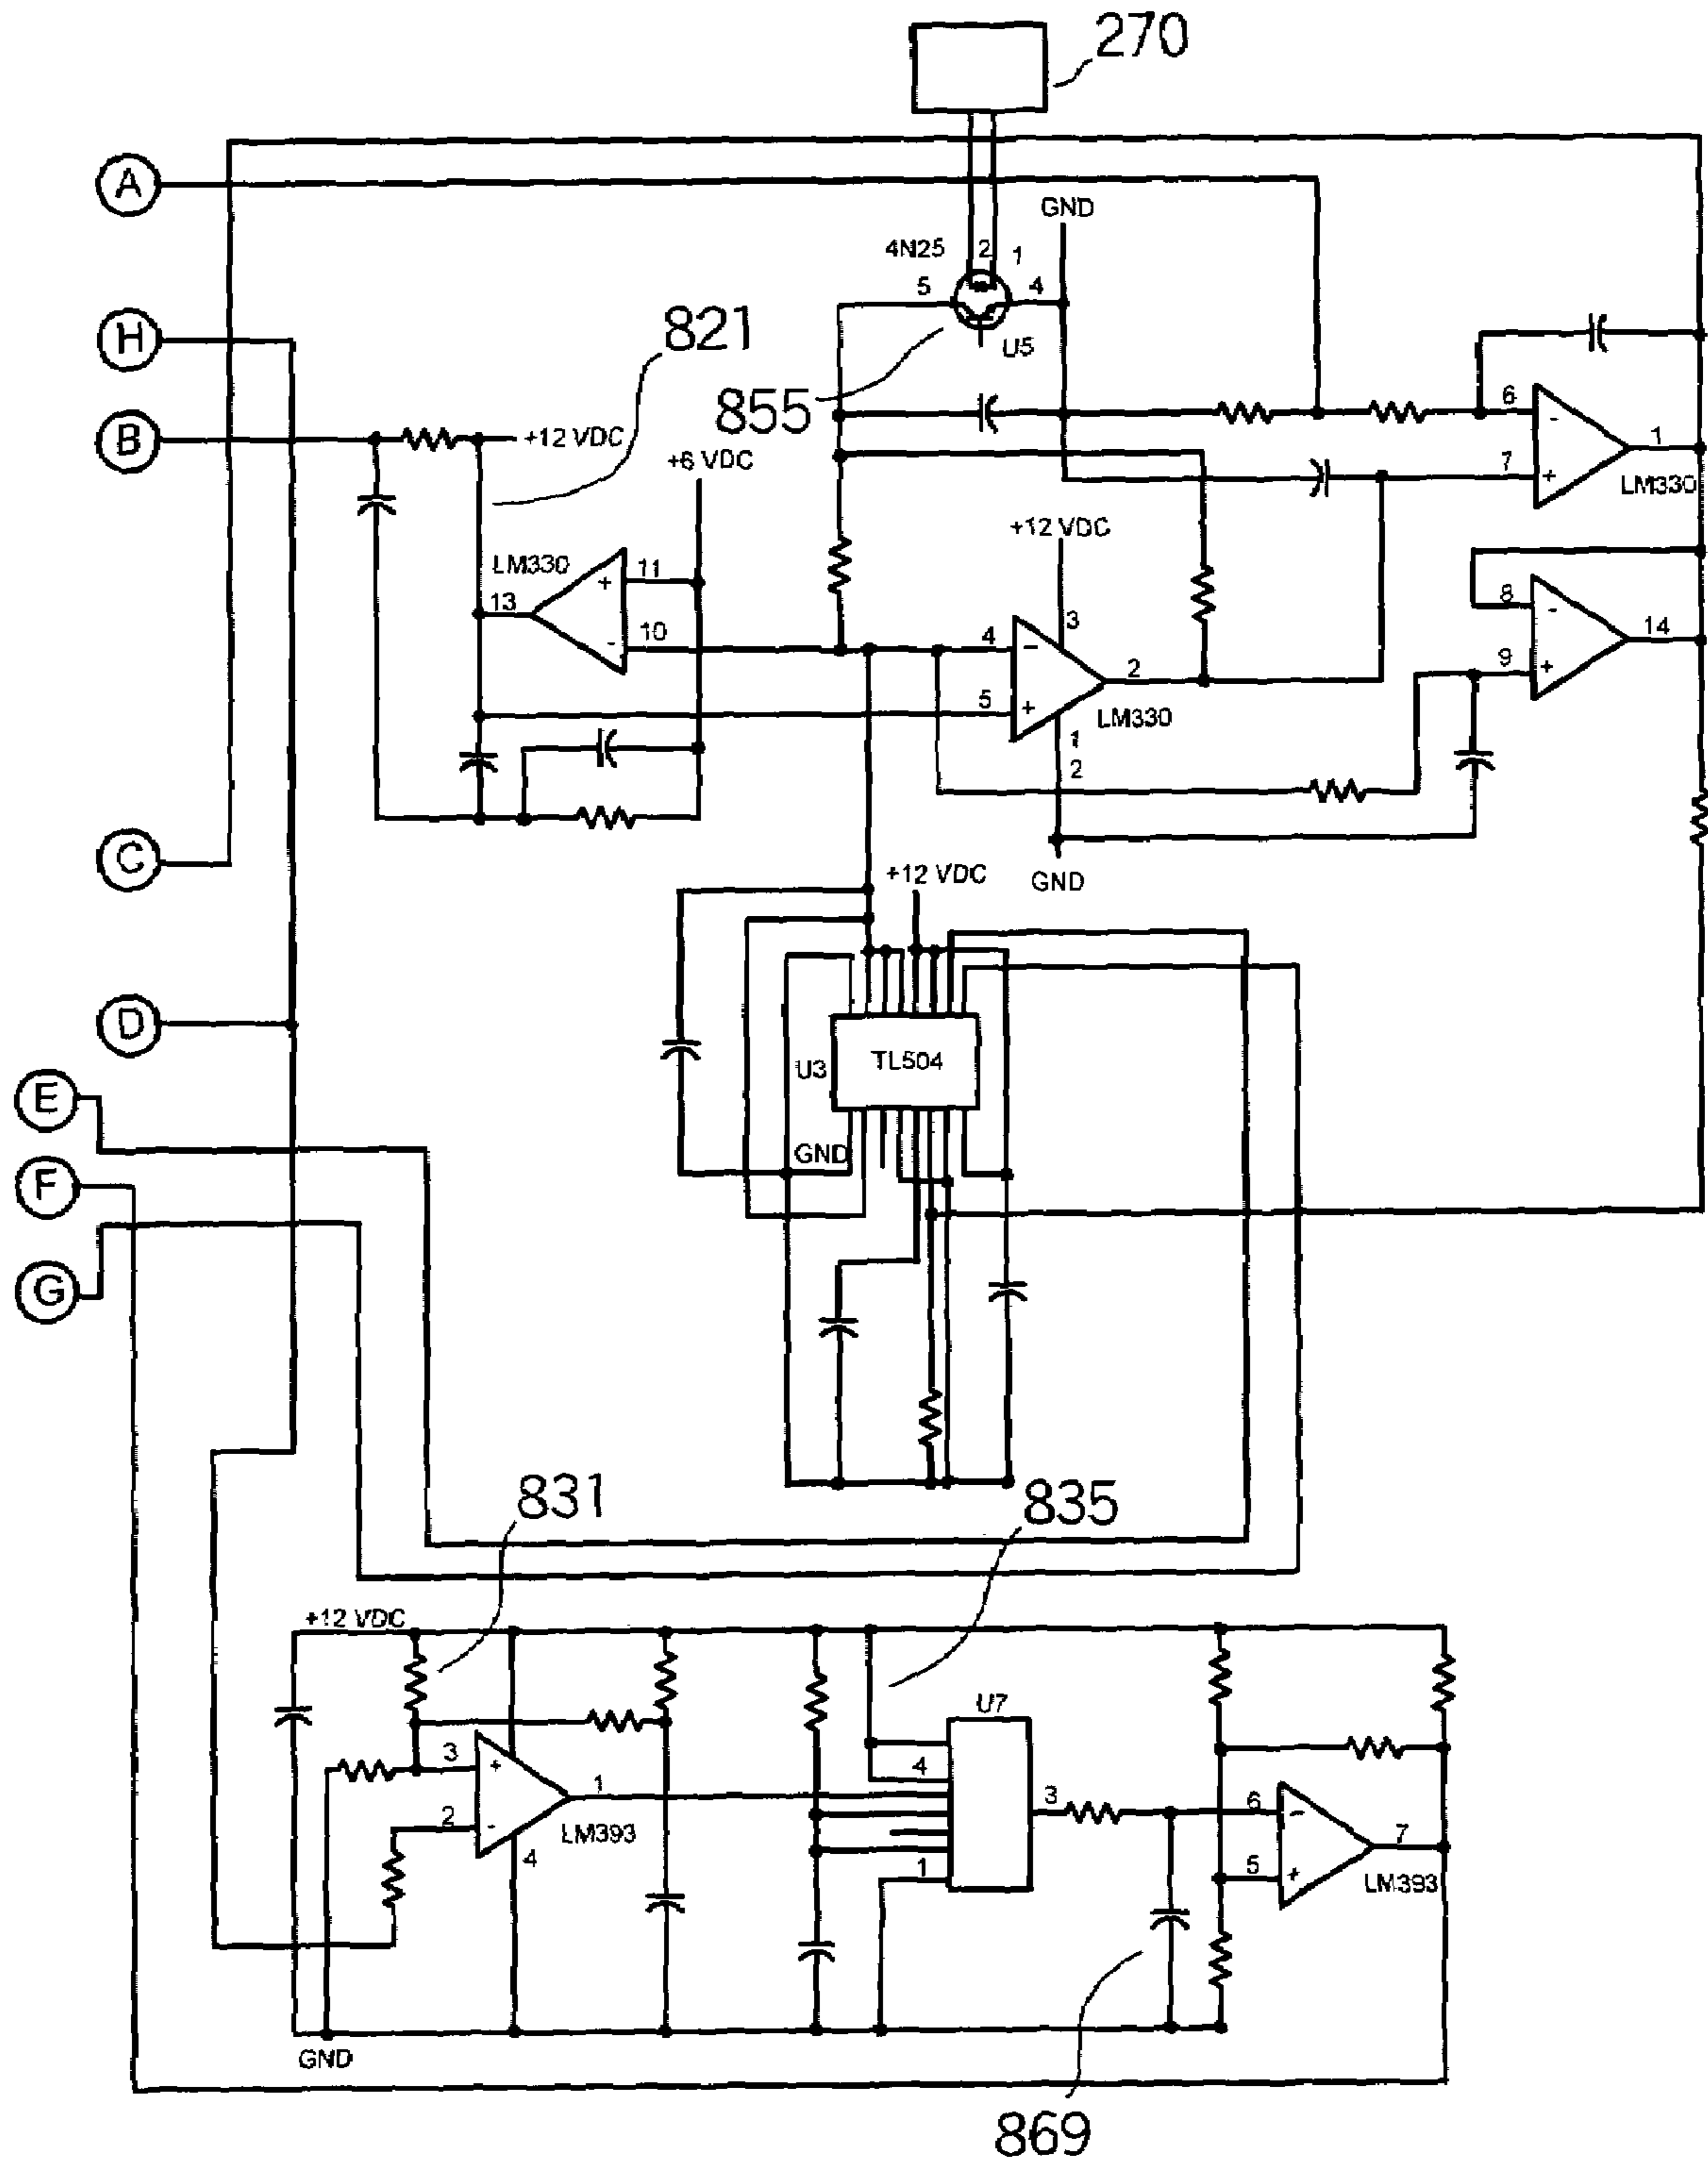 270
A
GND
4N25 2 1
5 4
H
821
U5
855
6
-
B
+12 VDC
+6 VDC
1
7
+
LM330
+12 VDC
LM330
+ 11
13
8
-
3
- 10
4 -
14
2
9
+
5 +
LM330
1
2
C
+12 VDC
GND
D
U3
TL504
E
GND
F
G
831
835
+12 VDC
U7
3 +
4
1
3
6 -
2 -
LM393
7
4
1
5 +
LM393
GND
869